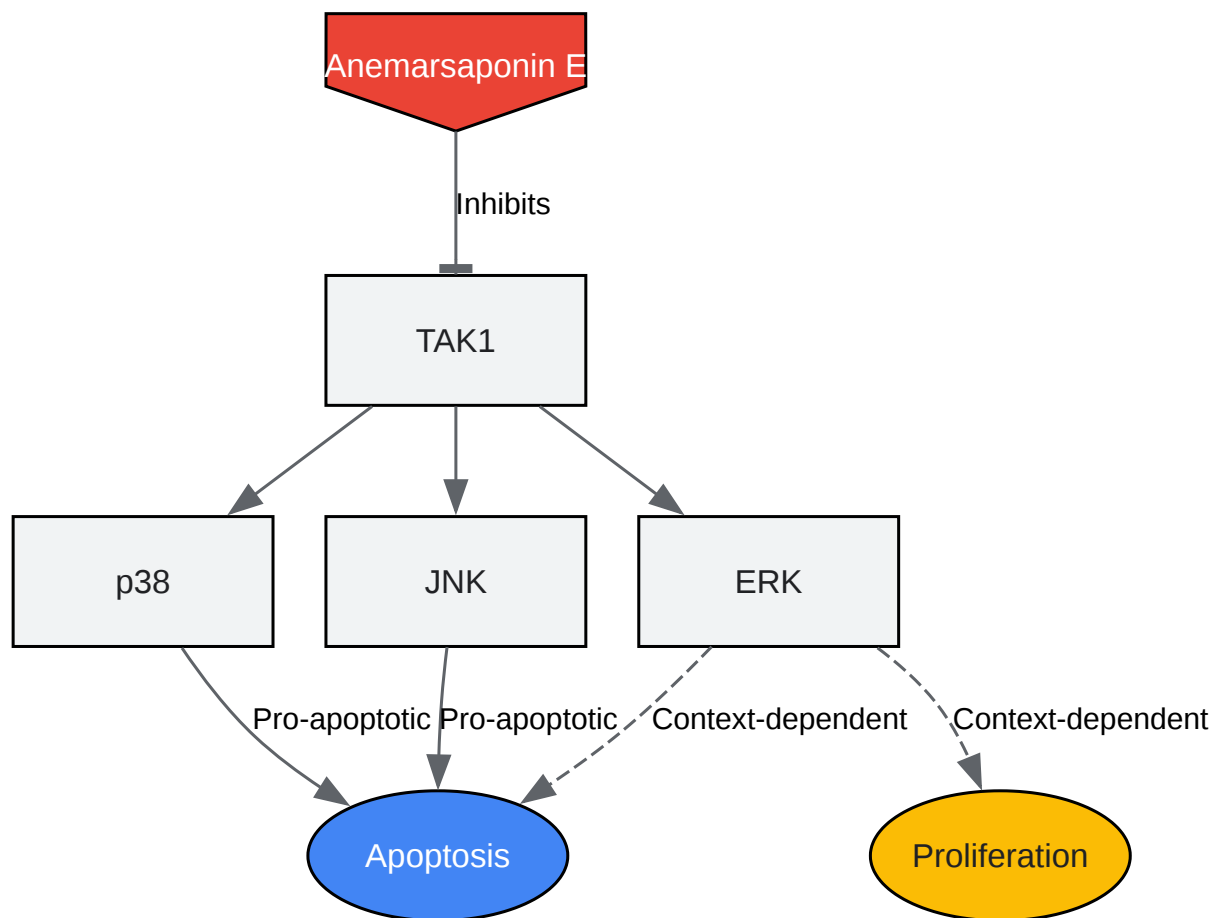 Anemarsaponin E
Inhibits
TAK1
p38
JNK
ERK
Pro-apoptotic
Pro-apoptotic
Context-dependent
Context-dependent
Apoptosis
Proliferation